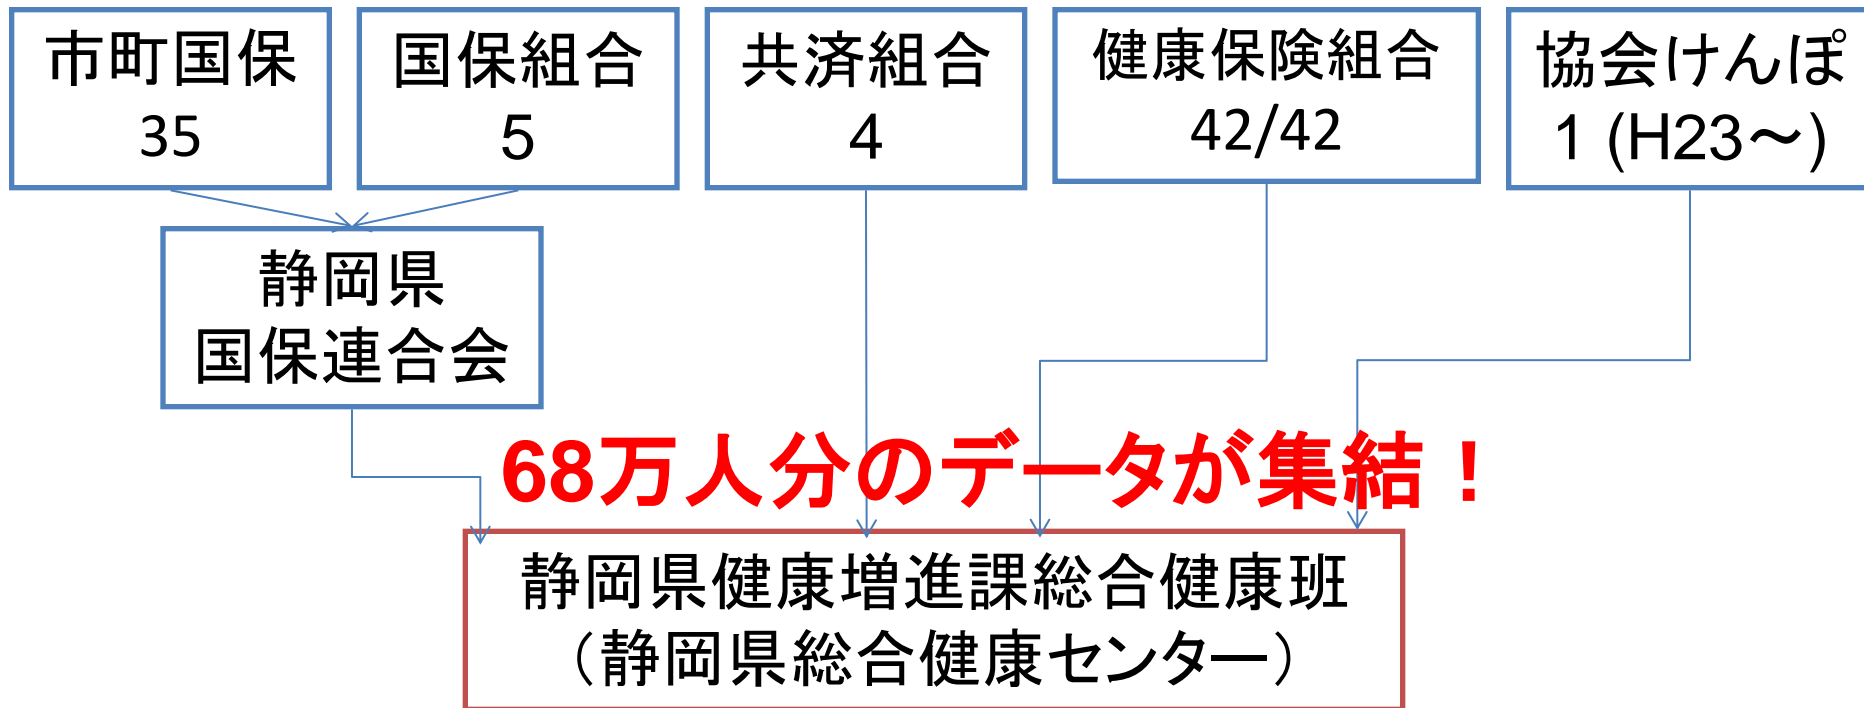 市町国保
35
国保組合
5
共済組合
4
健康保険組合
42/42
協会けんぽ
1 (H23～)
静岡県
国保連合会
68万人分のデータが集結！
静岡県健康増進課総合健康班
（静岡県総合健康センター）